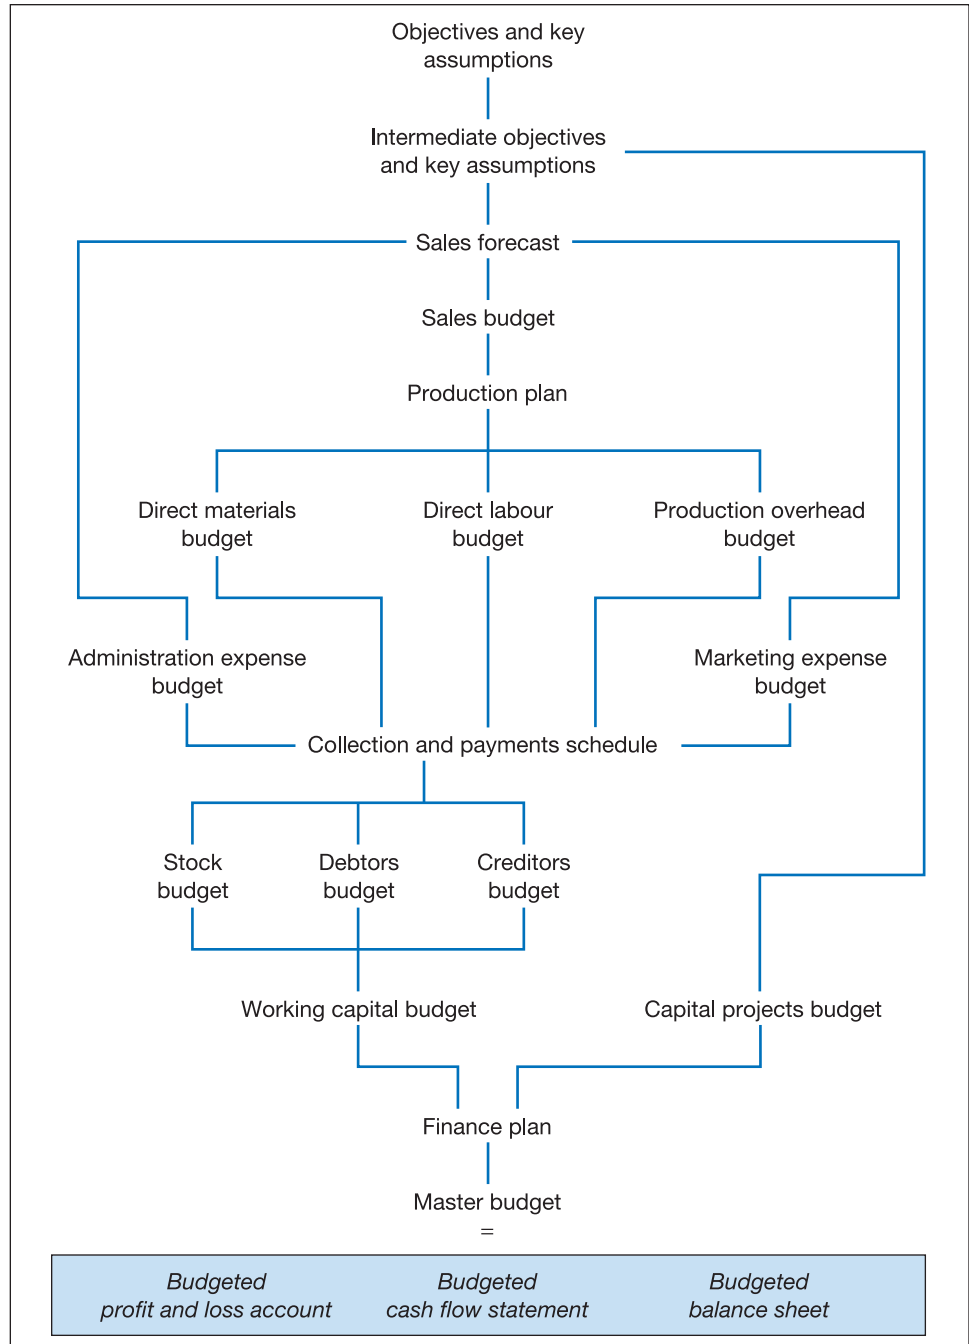 Objectives and key
assumptions
Intermediate objectives
and key assumptions
Sales forecast
Sales budget
Production plan
Direct materials
budget
Direct labour
budget
Production overhead
budget
Administration expense
budget
Marketing expense
budget
Collection and payments schedule
Stock
budget
Debtors
budget
Creditors
budget
Working capital budget
Capital projects budget
Finance plan
Master budget
=
Budgeted
profit and loss account
Budgeted
cash flow statement
Budgeted
balance sheet